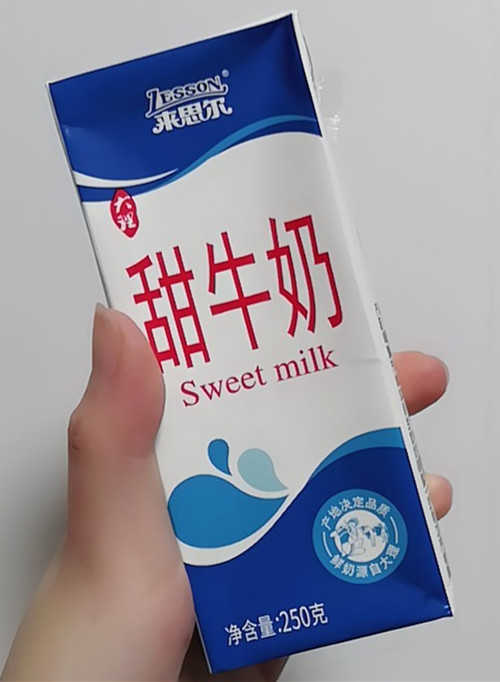 LESSON®
来思尔
大理
甜牛奶
Sweet milk
产地决定品质
鲜奶源自大理
净含量:250克